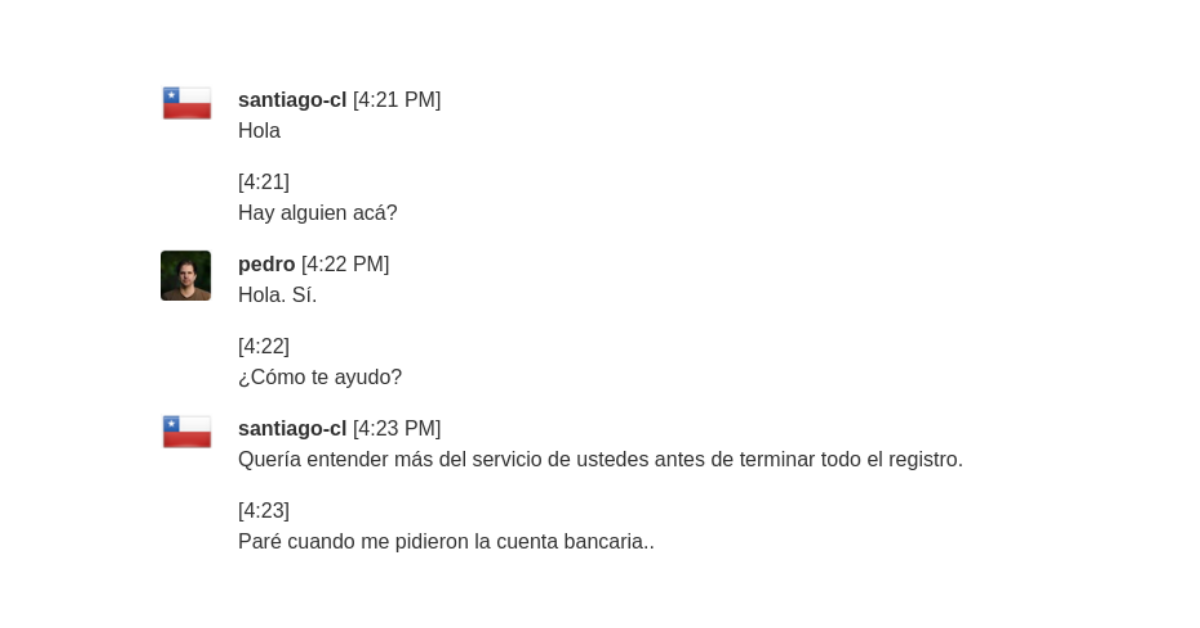 santiago-cl [4:21 PM]
Hola
[4:21]
Hay alguien acá?
pedro [4:22 PM]
Hola. Sí.
[4:22]
¿Cómo te ayudo?
santiago-cl [4:23 PM]
Quería entender más del servicio de ustedes antes de terminar todo el registro.
[4:23]
Paré cuando me pidieron la cuenta bancaria..